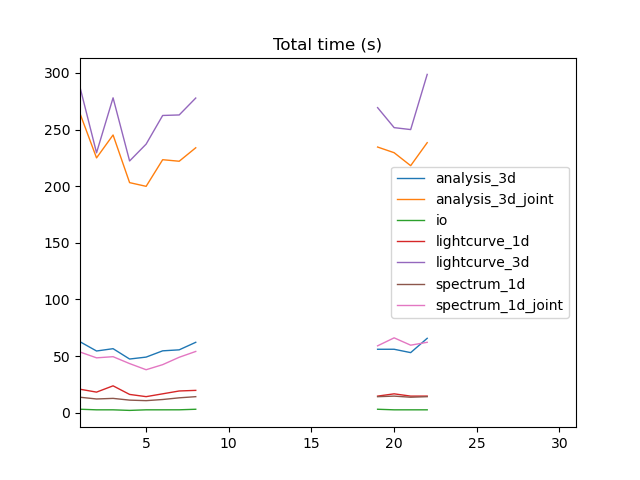 Total time (s)
300
250
200
150
100
50
0
analysis_3d
analysis_3d_joint
io
lightcurve_1d
lightcurve_3d
spectrum_1d
spectrum_1d_joint
5 10 15 20 25 30